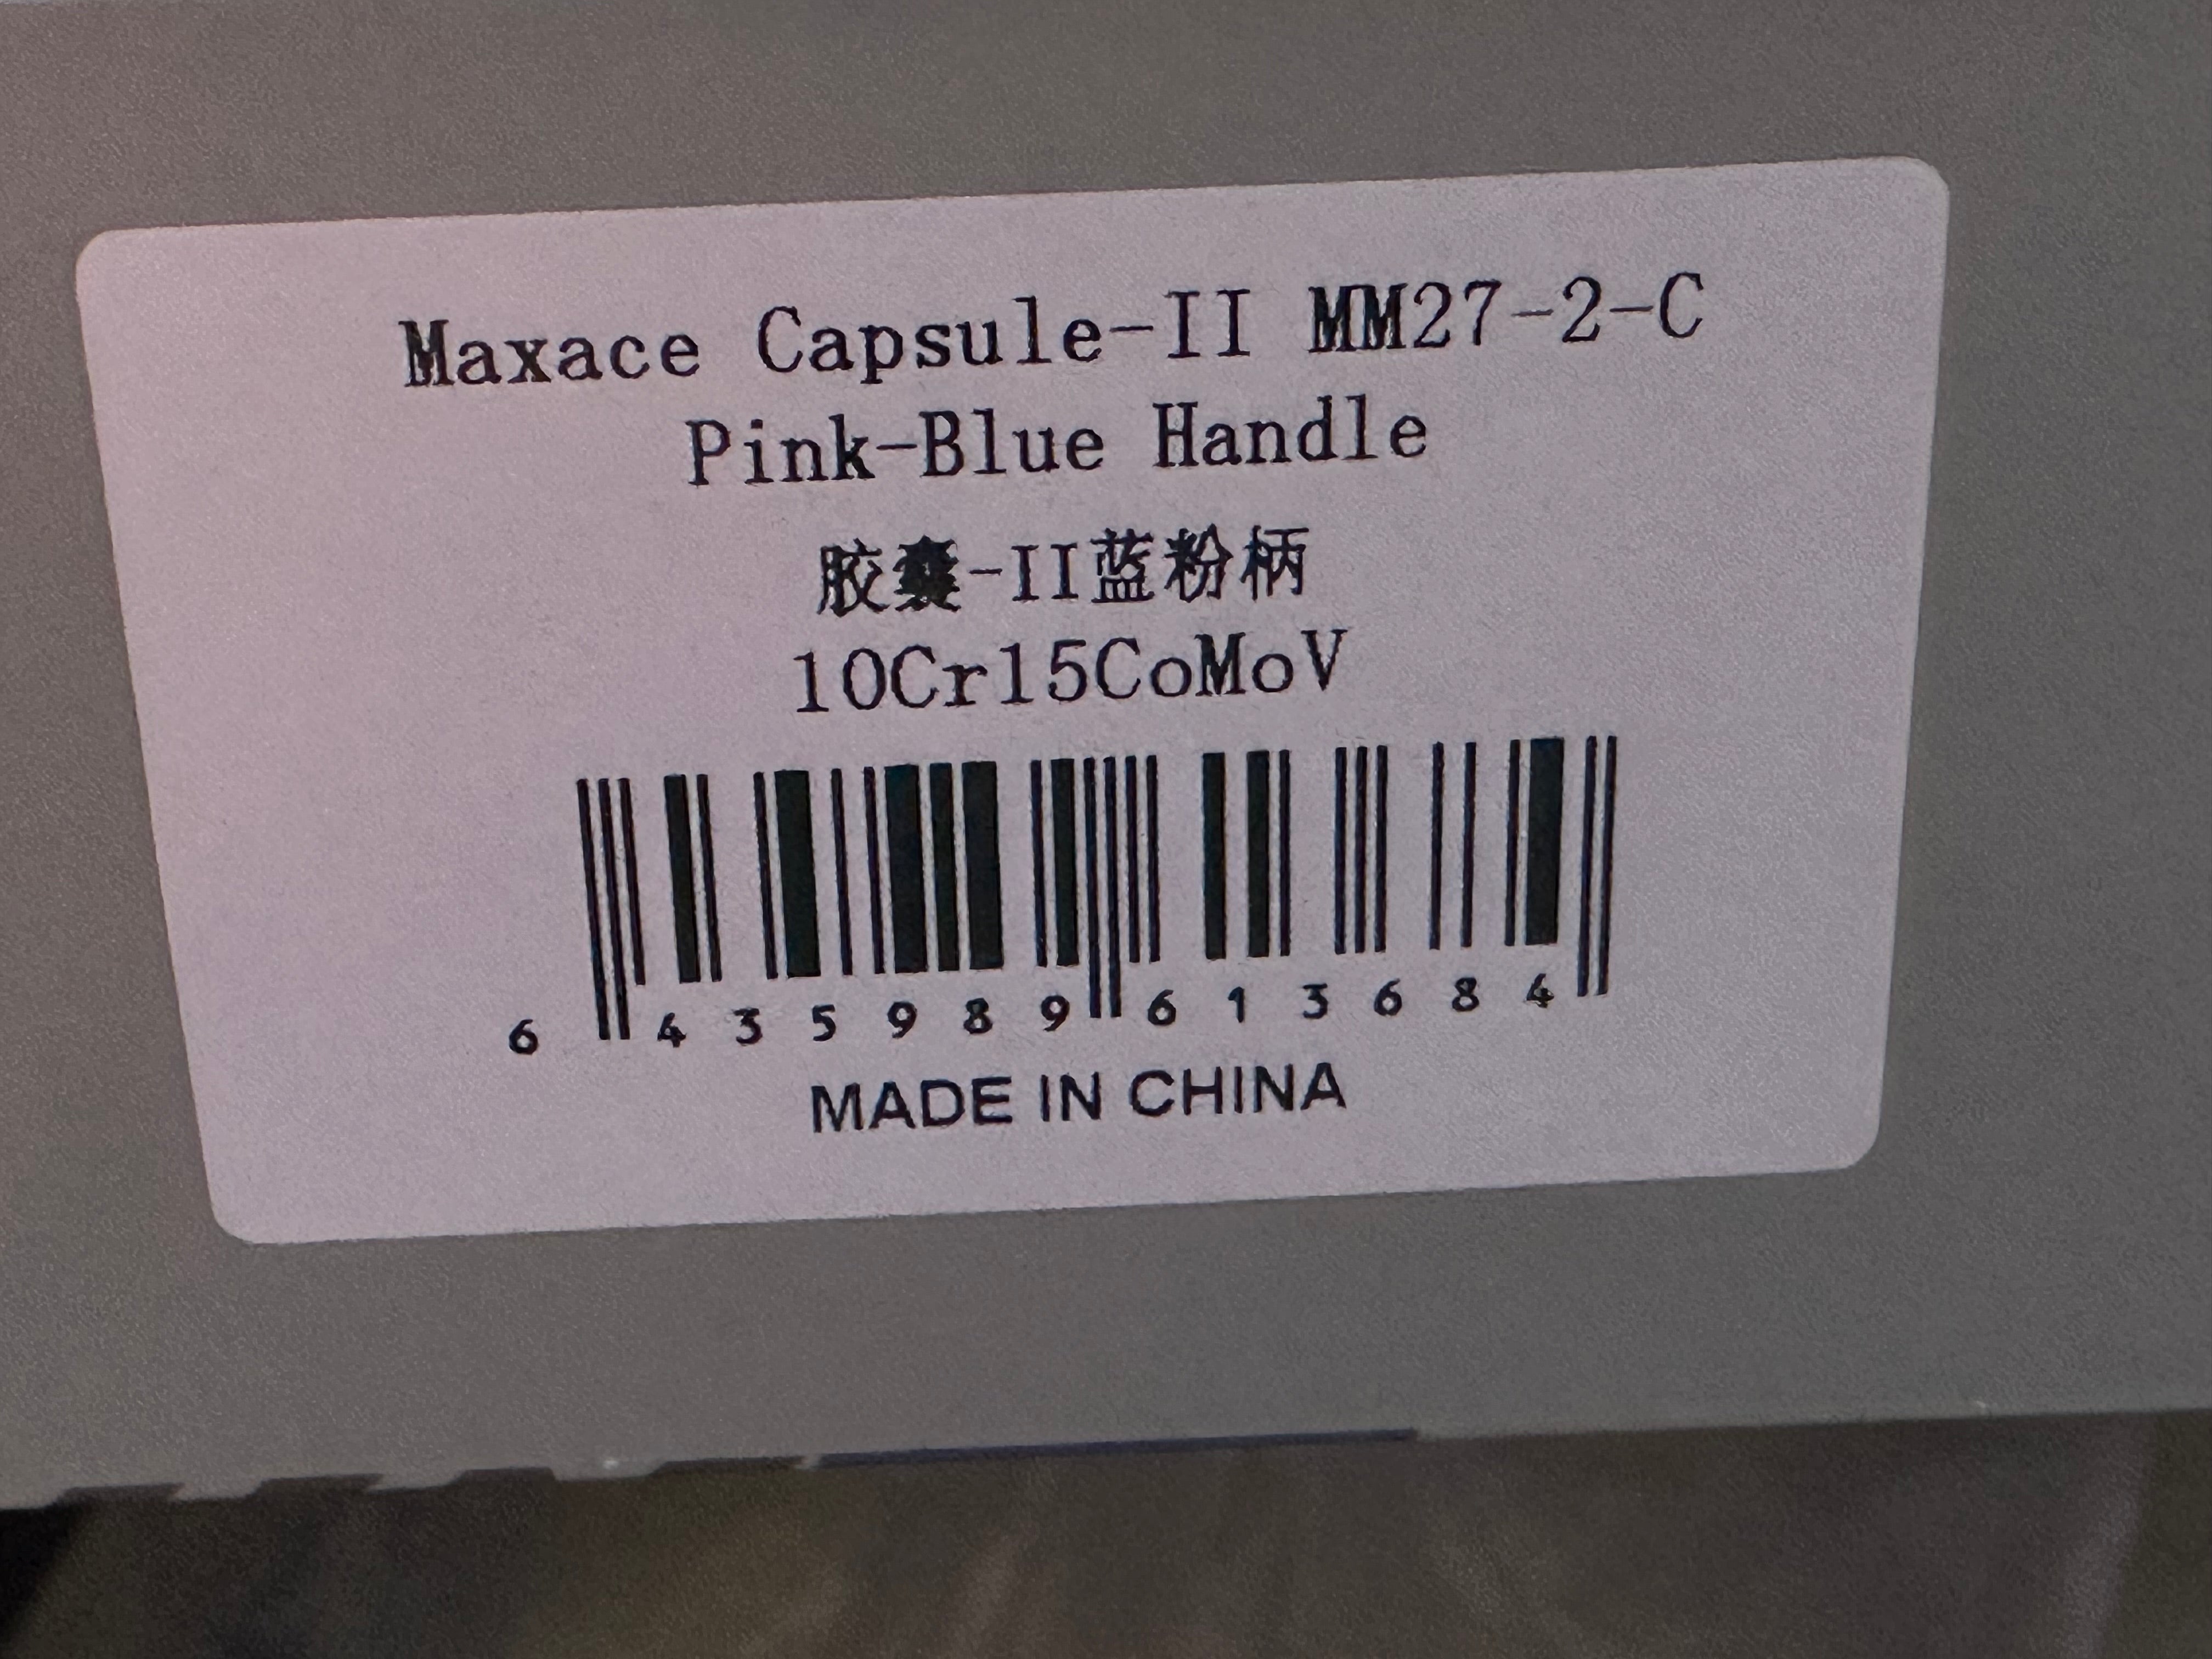 Maxace Capsule-II MM27-2-C
Pink-Blue Handle
胶囊-II蓝粉柄
10Cr15CoMoV
6 435989 613684
MADE IN CHINA